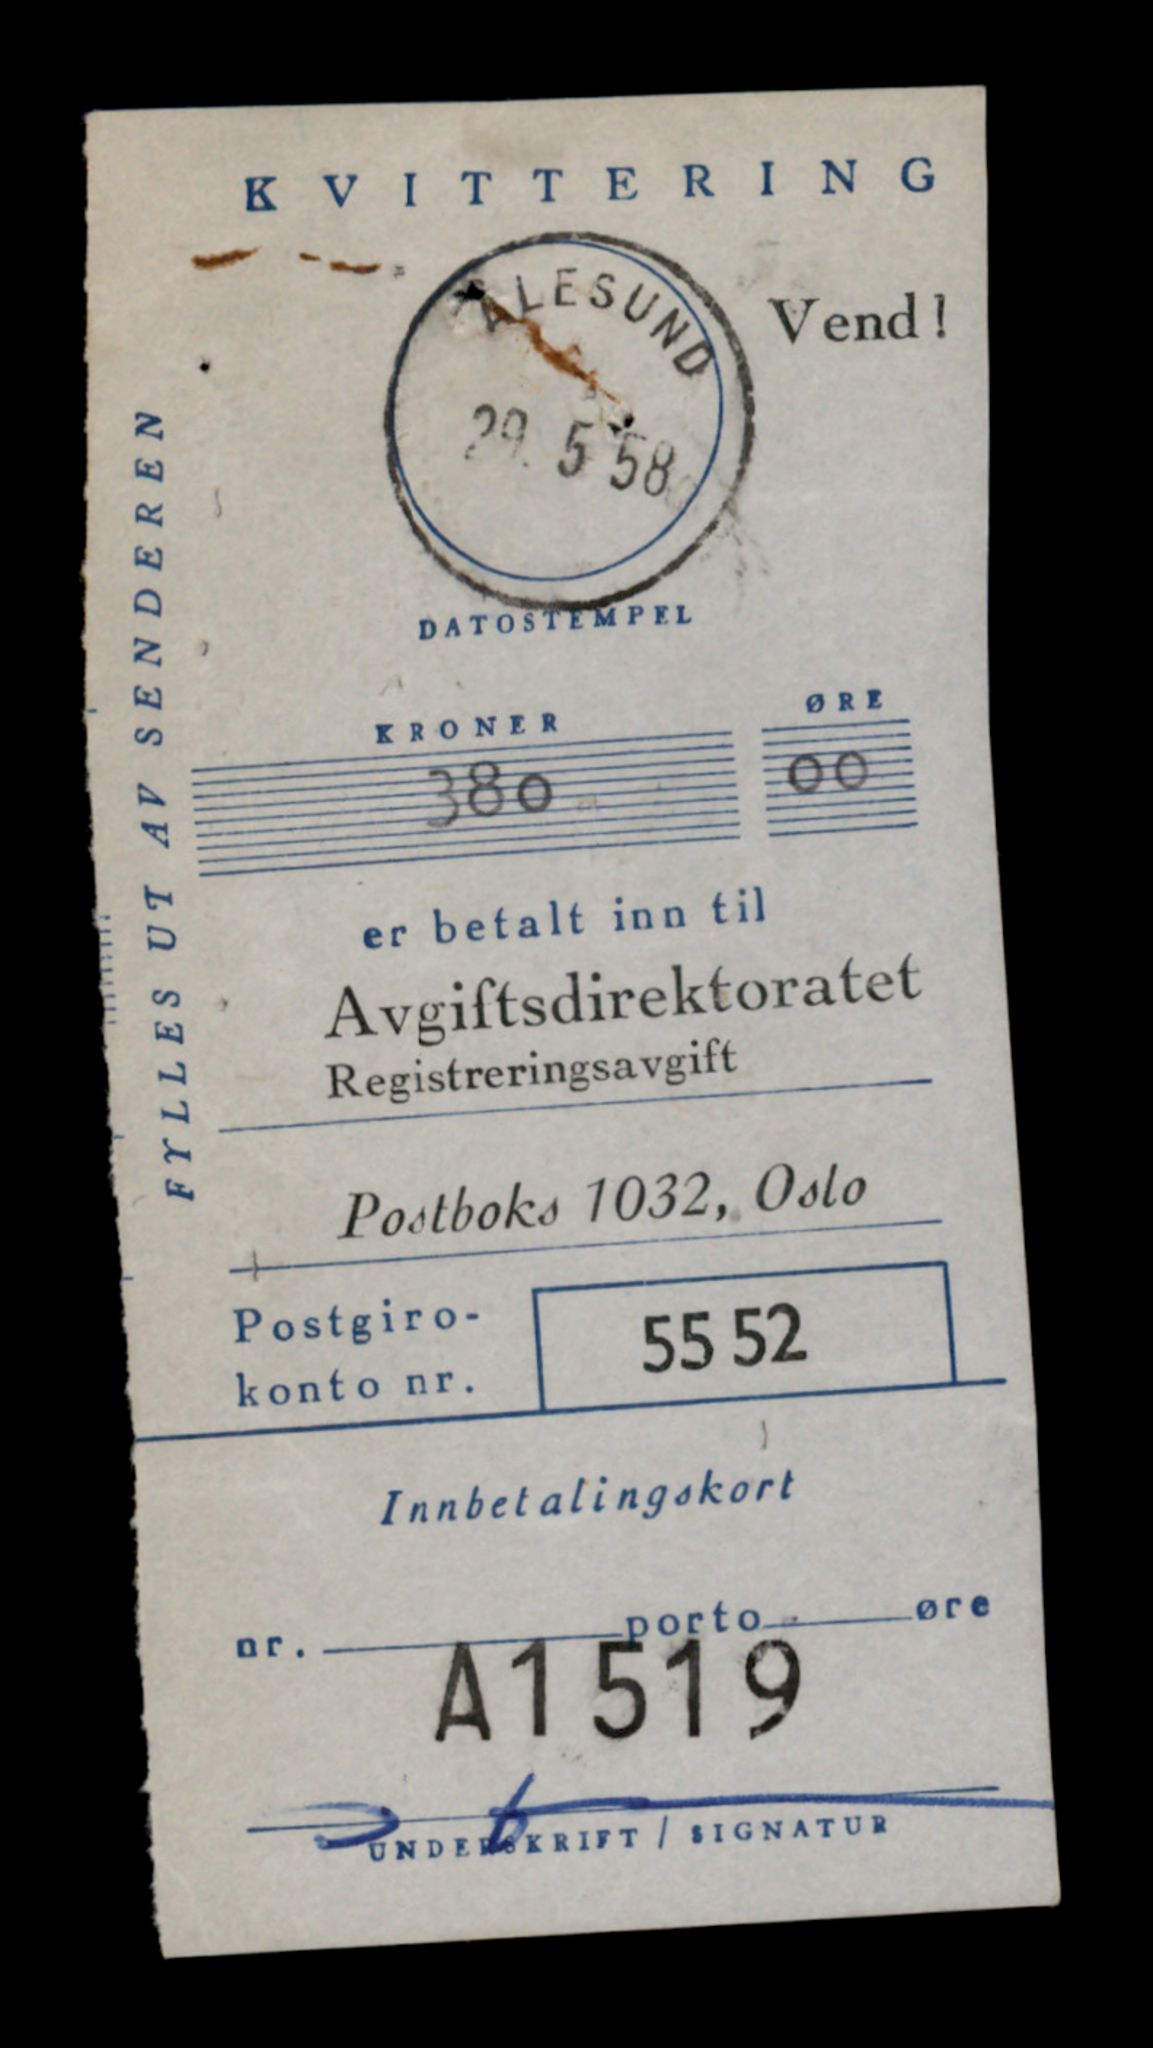 KVITTERING
Vend!
ÅLESUND
29. 5 58
DATOSTEMPEL
FYLLES UT AV SENDEREN
KRONER ØRE
380 00
er betalt inn til
Avgiftsdirektoratet
Registreringsavgift
Postboks 1032, Oslo
Postgiro-
konto nr.
55 52
Innbetalingskort
nr. porto øre
A1519
UNDERSKRIFT / SIGNATUR